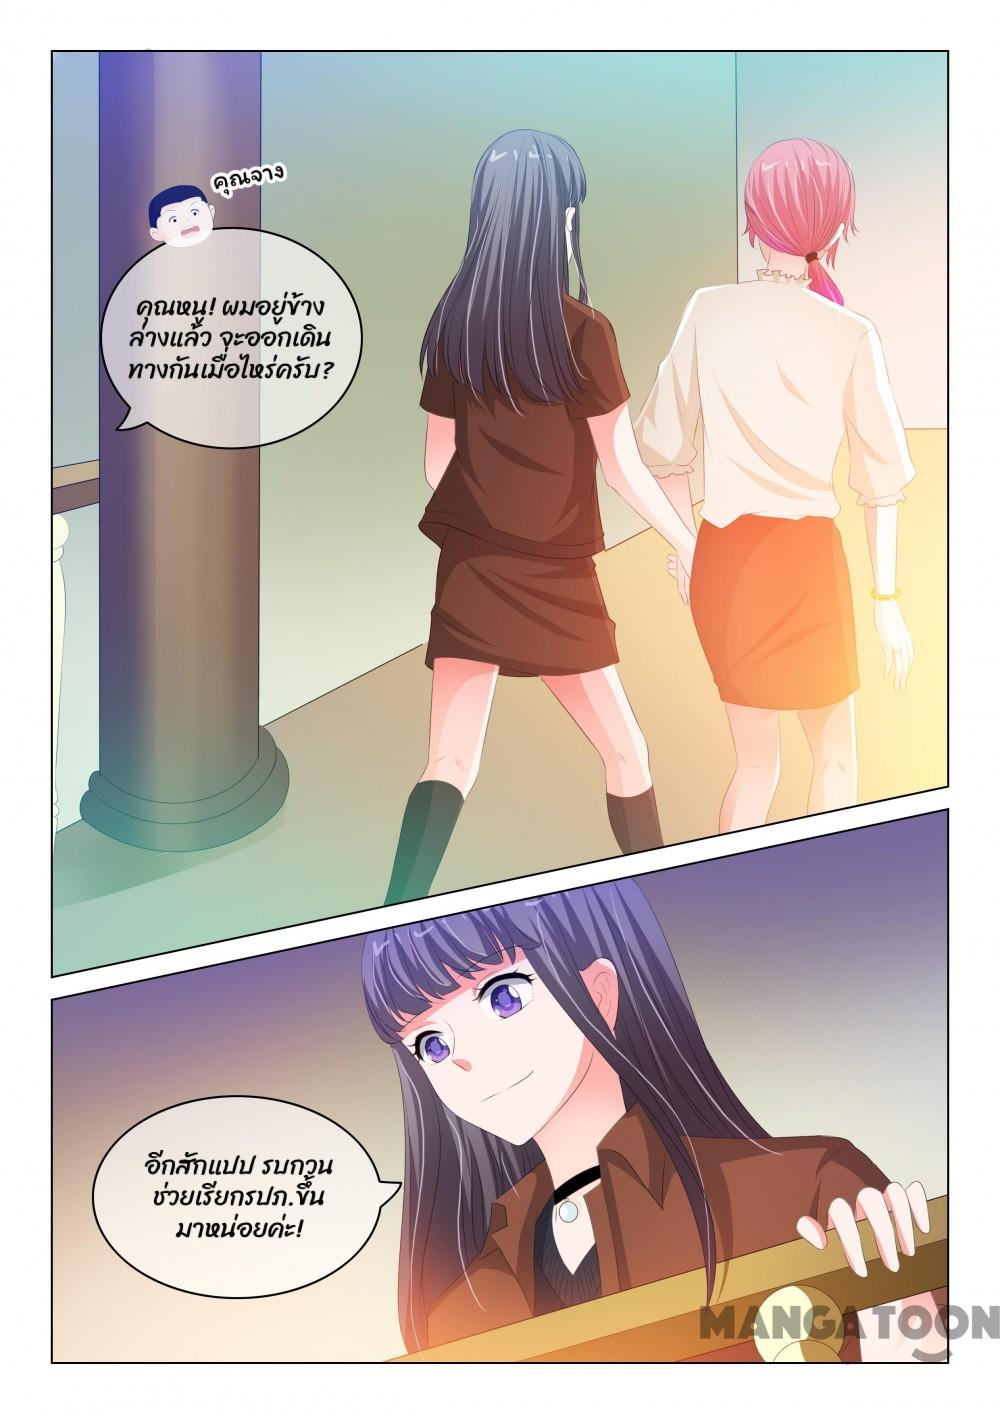 คุณจาง
คุณหนู! ผมอยู่ข้าง
ล่างแล้ว จะออกเดิน
ทางกันเมื่อไหร่ครับ?
อีกสักแปป รบกวน
ช่วยเรียกรปภ.ขึ้น
มาหน่อยค่ะ!
MANGATOON